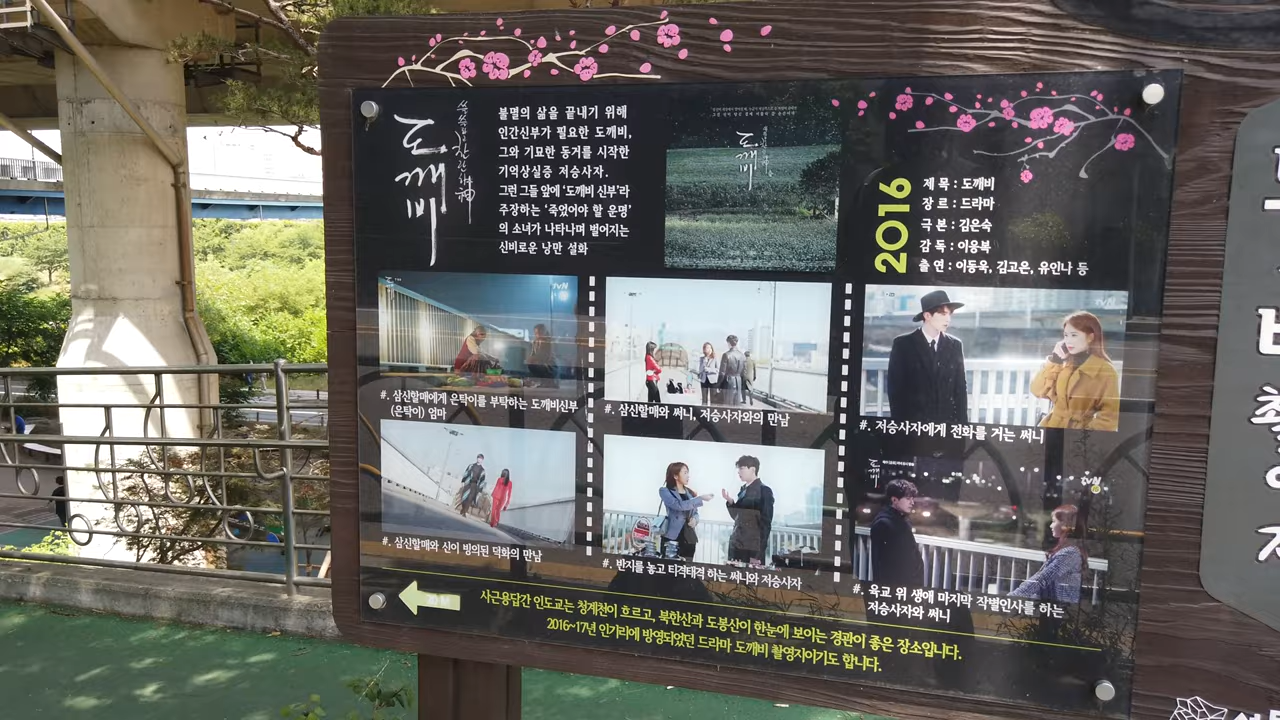 도깨비
쓸쓸하고 찬란하神
불멸의 삶을 끝내기 위해
인간신부가 필요한 도깨비,
그와 기묘한 동거를 시작한
기억상실증 저승사자.
그런 그들 앞에 '도깨비 신부'라
주장하는 '죽었어야 할 운명'
의 소녀가 나타나며 벌어지는
신비로운 낭만 설화
도깨비
2016
제 목 : 도깨비
장 르 : 드라마
극 본 : 김은숙
감 독 : 이응복
출 연 : 이동욱, 김고은, 유인나 등
tvN
#. 삼신할매에게 은탁이를 부탁하는 도깨비신부
(은탁이) 엄마
#. 삼신할매와 써니, 저승사자와의 만남
tvN
#. 저승사자에게 전화를 거는 써니
#. 삼신할매와 신이 빙의된 덕화의 만남
#. 반지를 놓고 티격태격 하는 써니와 저승사자
도깨비
tvN
#. 육교 위 생애 마지막 작별인사를 하는
저승사자와 써니
사근용답간 인도교는 청계천이 흐르고, 북한산과 도봉산이 한눈에 보이는 경관이 좋은 장소입니다.
2016~17년 인기리에 방영되었던 드라마 도깨비 촬영지이기도 합니다.